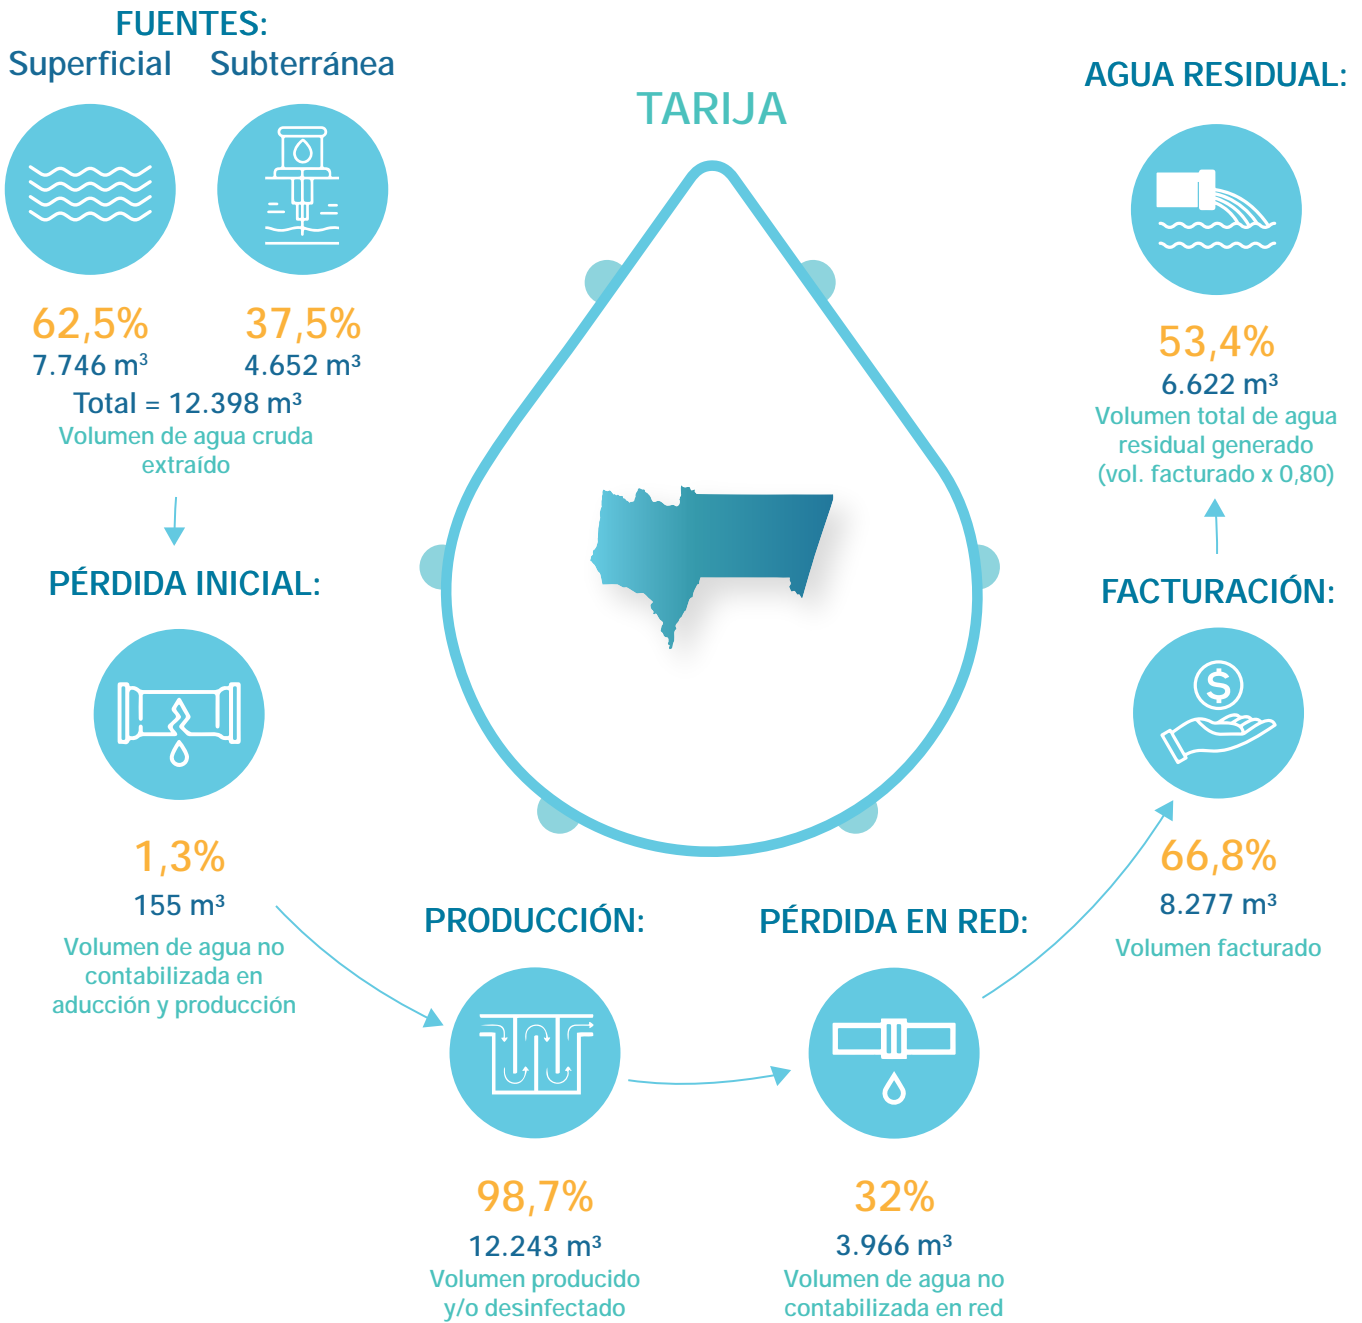 FUENTES:
Superficial Subterránea
62,5% 37,5%
7.746 m³ 4.652 m³
Total = 12.398 m³
Volumen de agua cruda
extraído
PÉRDIDA INICIAL:
1,3%
155 m³
Volumen de agua no
contabilizada en
aducción y producción
TARIJA
PRODUCCIÓN:
98,7%
12.243 m³
Volumen producido
y/o desinfectado
PÉRDIDA EN RED:
32%
3.966 m³
Volumen de agua no
contabilizada en red
FACTURACIÓN:
$
66,8%
8.277 m³
Volumen facturado
AGUA RESIDUAL:
53,4%
6.622 m³
Volumen total de agua
residual generado
(vol. facturado x 0,80)